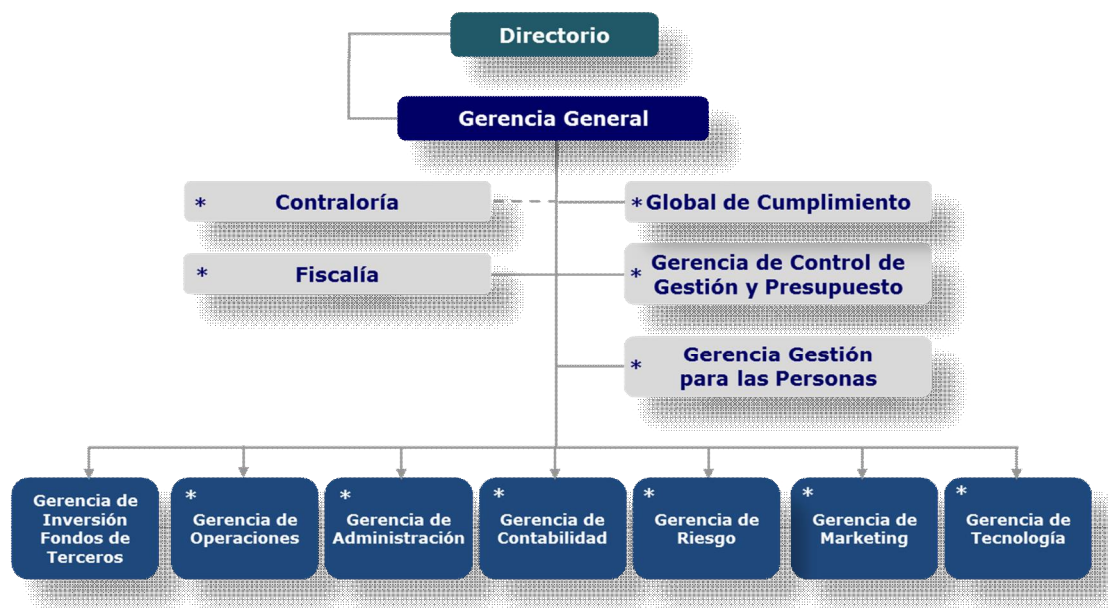 Directorio
Gerencia General
* Contraloría
* Global de Cumplimiento
* Fiscalía
* Gerencia de Control de
Gestión y Presupuesto
* Gerencia Gestión
para las Personas
Gerencia de
Inversión
Fondos de
Terceros
*
Gerencia de
Operaciones
*
Gerencia de
Administración
*
Gerencia de
Contabilidad
*
Gerencia de
Riesgo
*
Gerencia de
Marketing
*
Gerencia de
Tecnología